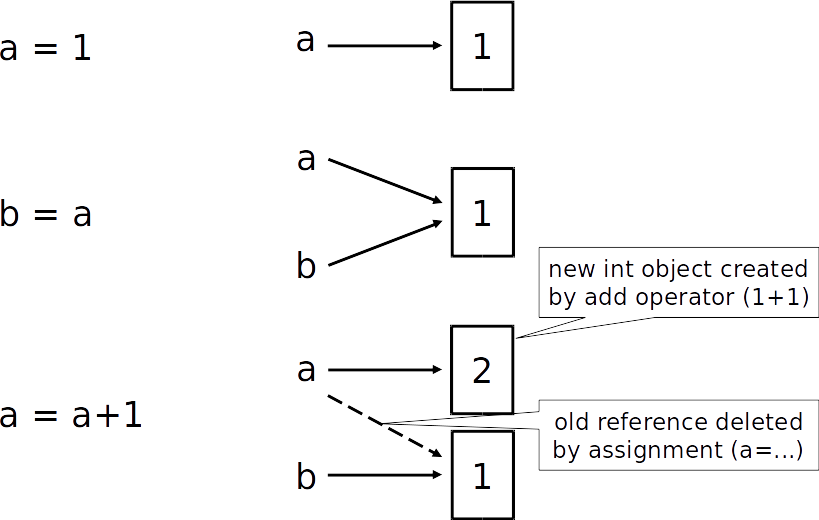 a = 1
a
1
b = a
a
b
1
new int object created
by add operator (1+1)
a = a+1
a
2
old reference deleted
by assignment (a=...)
b
1